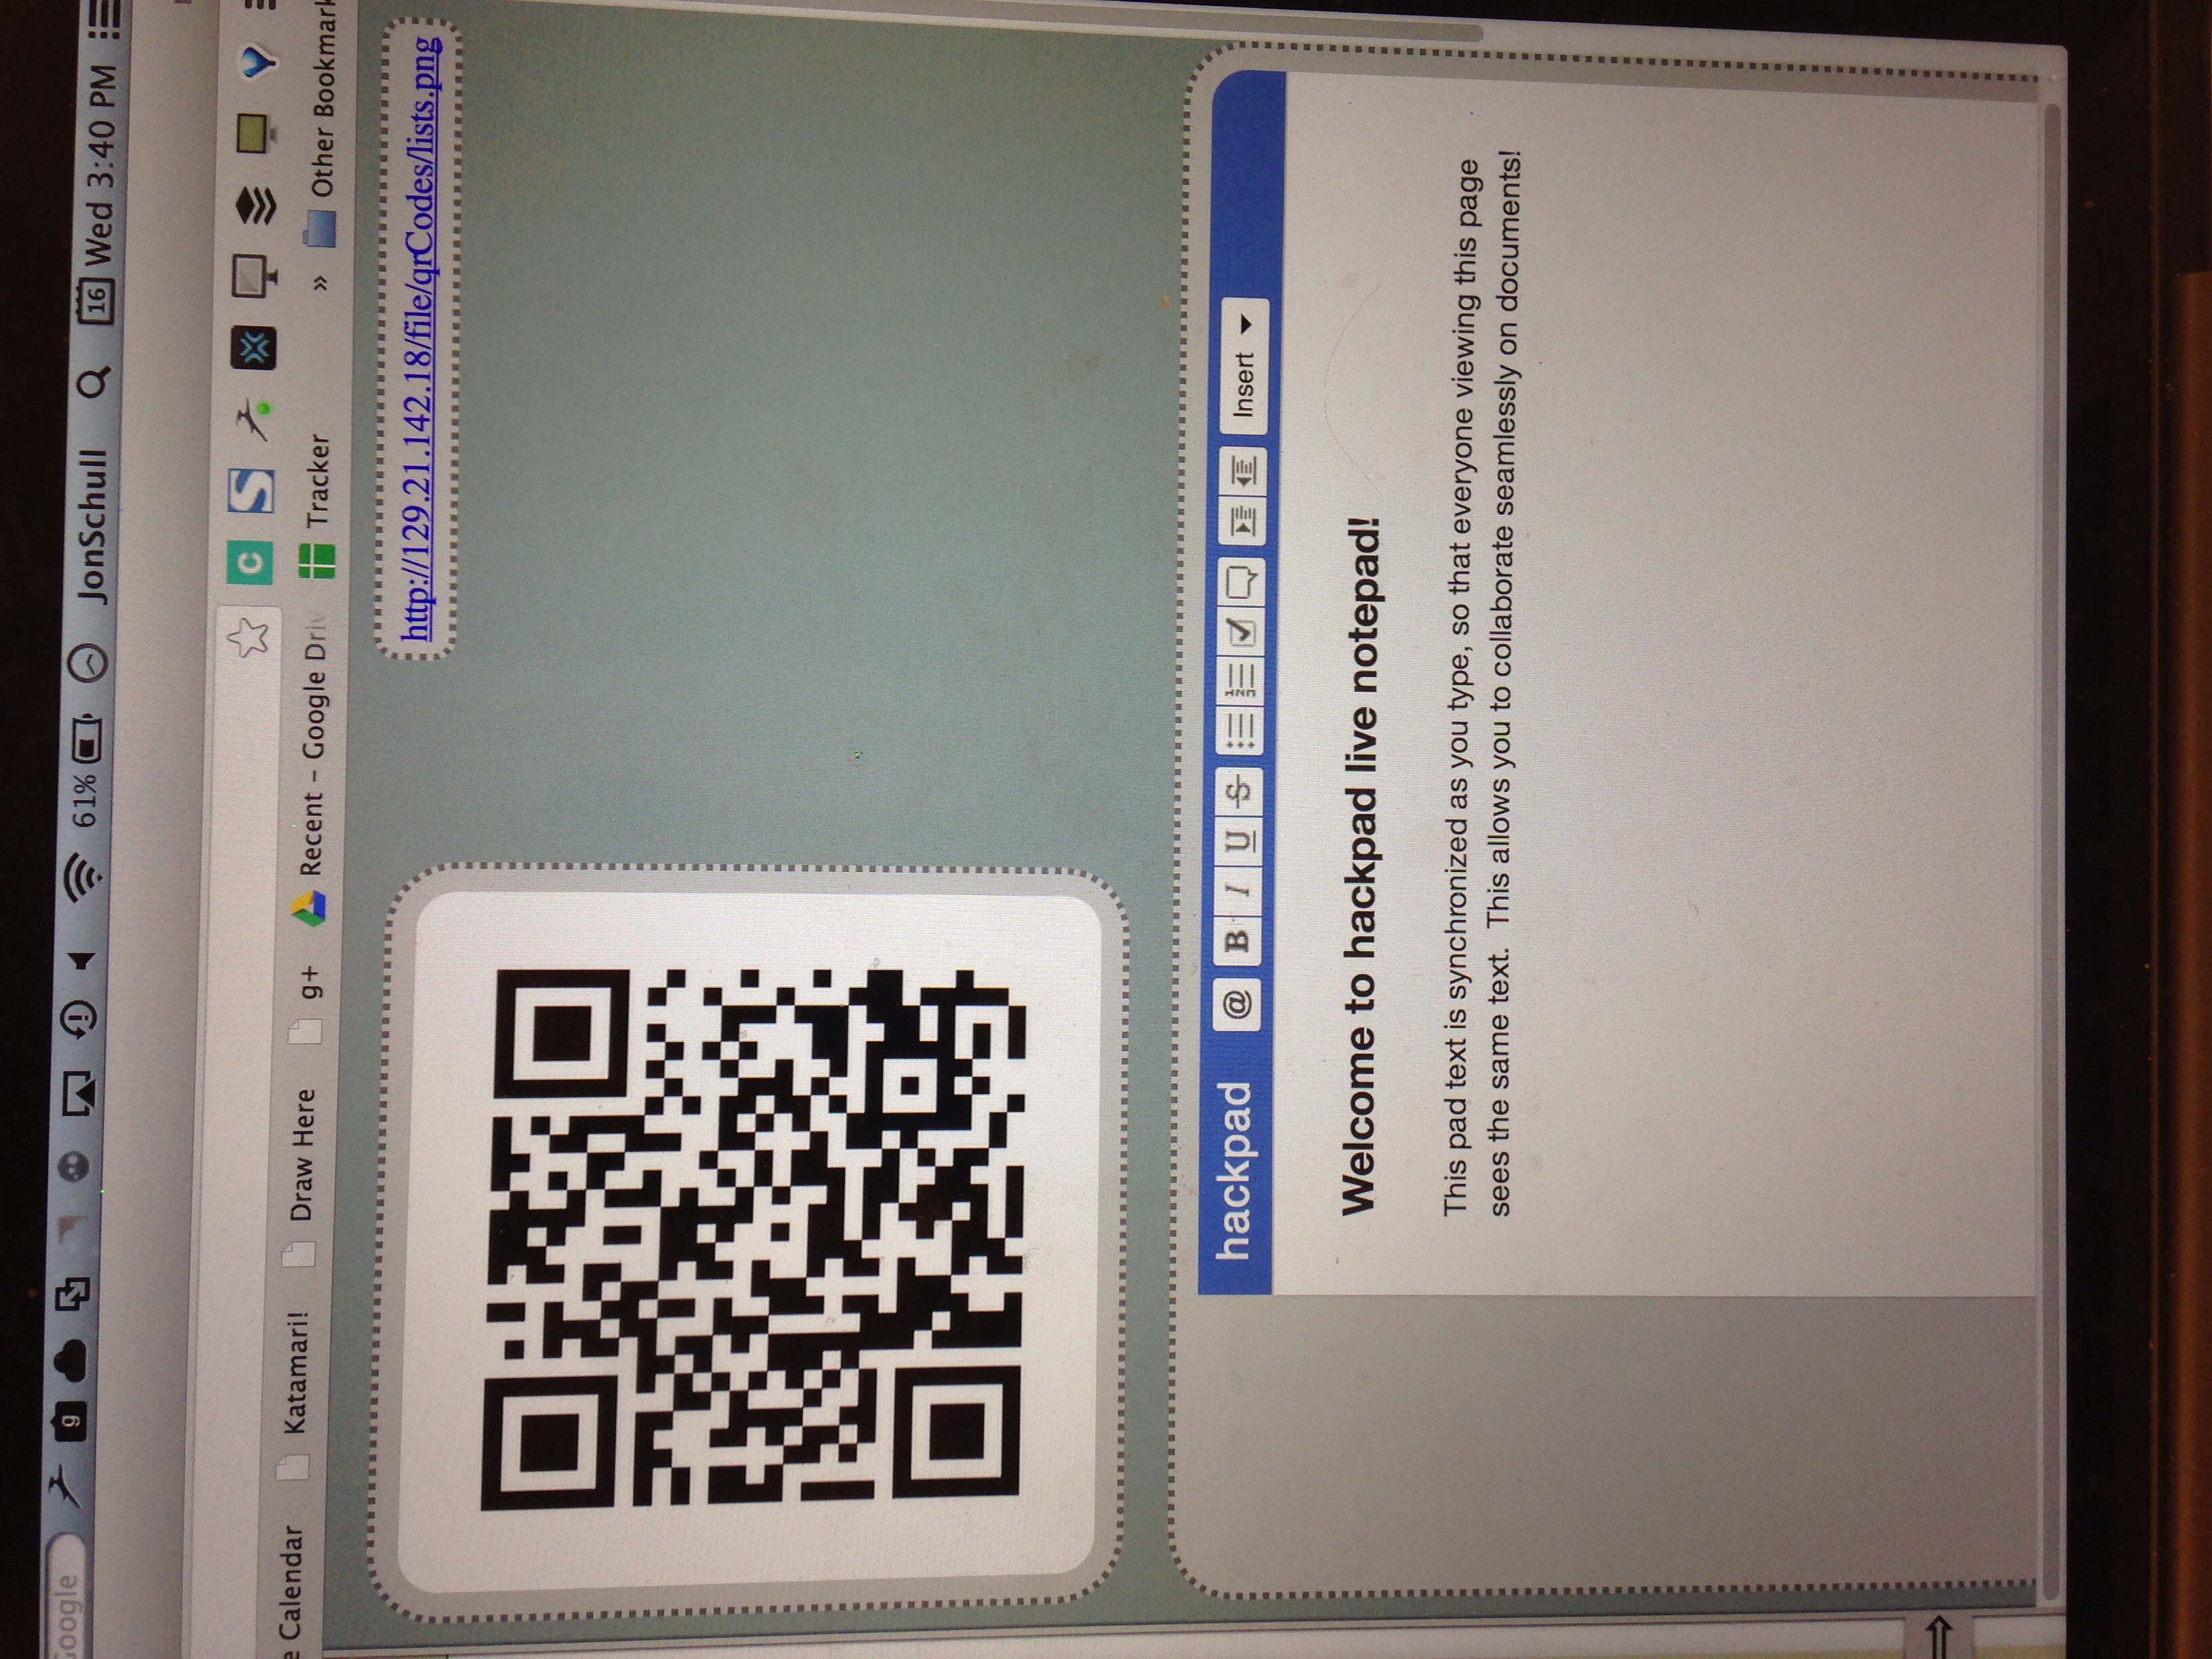 Google
g
61%
JonSchull
16 Wed 3:40 PM
C S
Calendar Katamari! Draw Here g+ Recent – Google Driv Tracker » Other Bookmark
http://129.21.142.18/file/qrCodes/lists.png
hackpad @ B I U S Insert
Welcome to hackpad live notepad!
This pad text is synchronized as you type, so that everyone viewing this page
sees the same text. This allows you to collaborate seamlessly on documents!